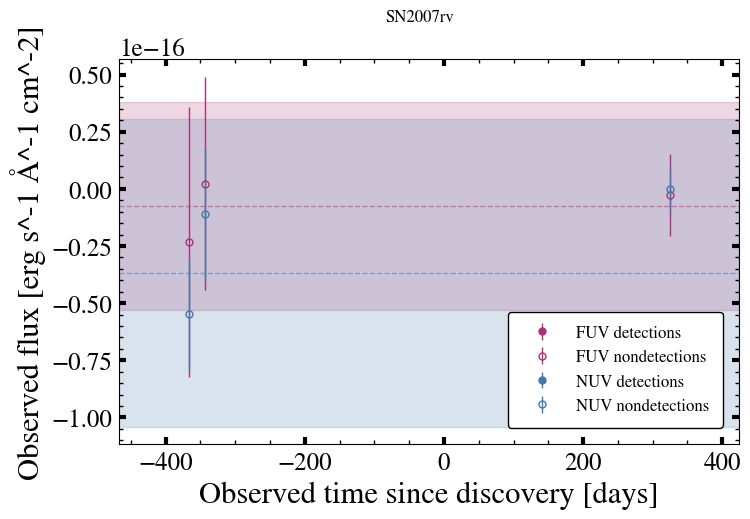 SN2007rv
1e−16
0.50
0.25
0.00
−0.25
−0.50
−0.75
−1.00
Observed flux [erg s^-1 Å^-1 cm^-2]
FUV detections
FUV nondetections
NUV detections
NUV nondetections
−400 −200 0 200 400
Observed time since discovery [days]